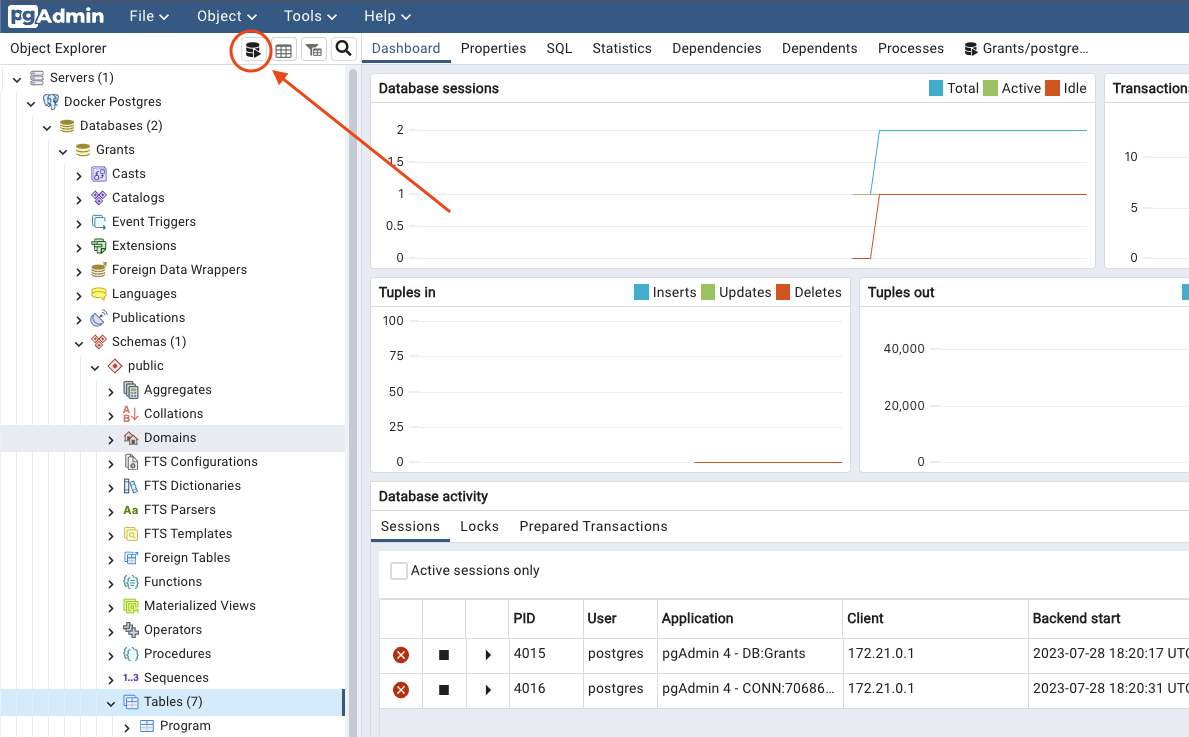 pgAdmin File Object Tools Help
Object Explorer
Dashboard Properties SQL Statistics Dependencies Dependents Processes Grants/postgre...
Servers (1)
Docker Postgres
Databases (2)
Grants
Casts
Catalogs
Event Triggers
Extensions
Foreign Data Wrappers
Languages
Publications
Schemas (1)
public
Aggregates
Collations
Domains
FTS Configurations
FTS Dictionaries
Aa FTS Parsers
FTS Templates
Foreign Tables
Functions
Materialized Views
Operators
Procedures
1..3 Sequences
Tables (7)
Program
Database sessions Total Active Idle
2
1.5
1
0.5
0
Transactions
10
5
0
Tuples in Inserts Updates Deletes
100
75
50
25
0
Tuples out
40,000
20,000
0
Database activity
Sessions Locks Prepared Transactions
Active sessions only
PID User Application Client Backend start
4015 postgres pgAdmin 4 - DB:Grants 172.21.0.1 2023-07-28 18:20:17 UTC
4016 postgres pgAdmin 4 - CONN:70686... 172.21.0.1 2023-07-28 18:20:31 UTC